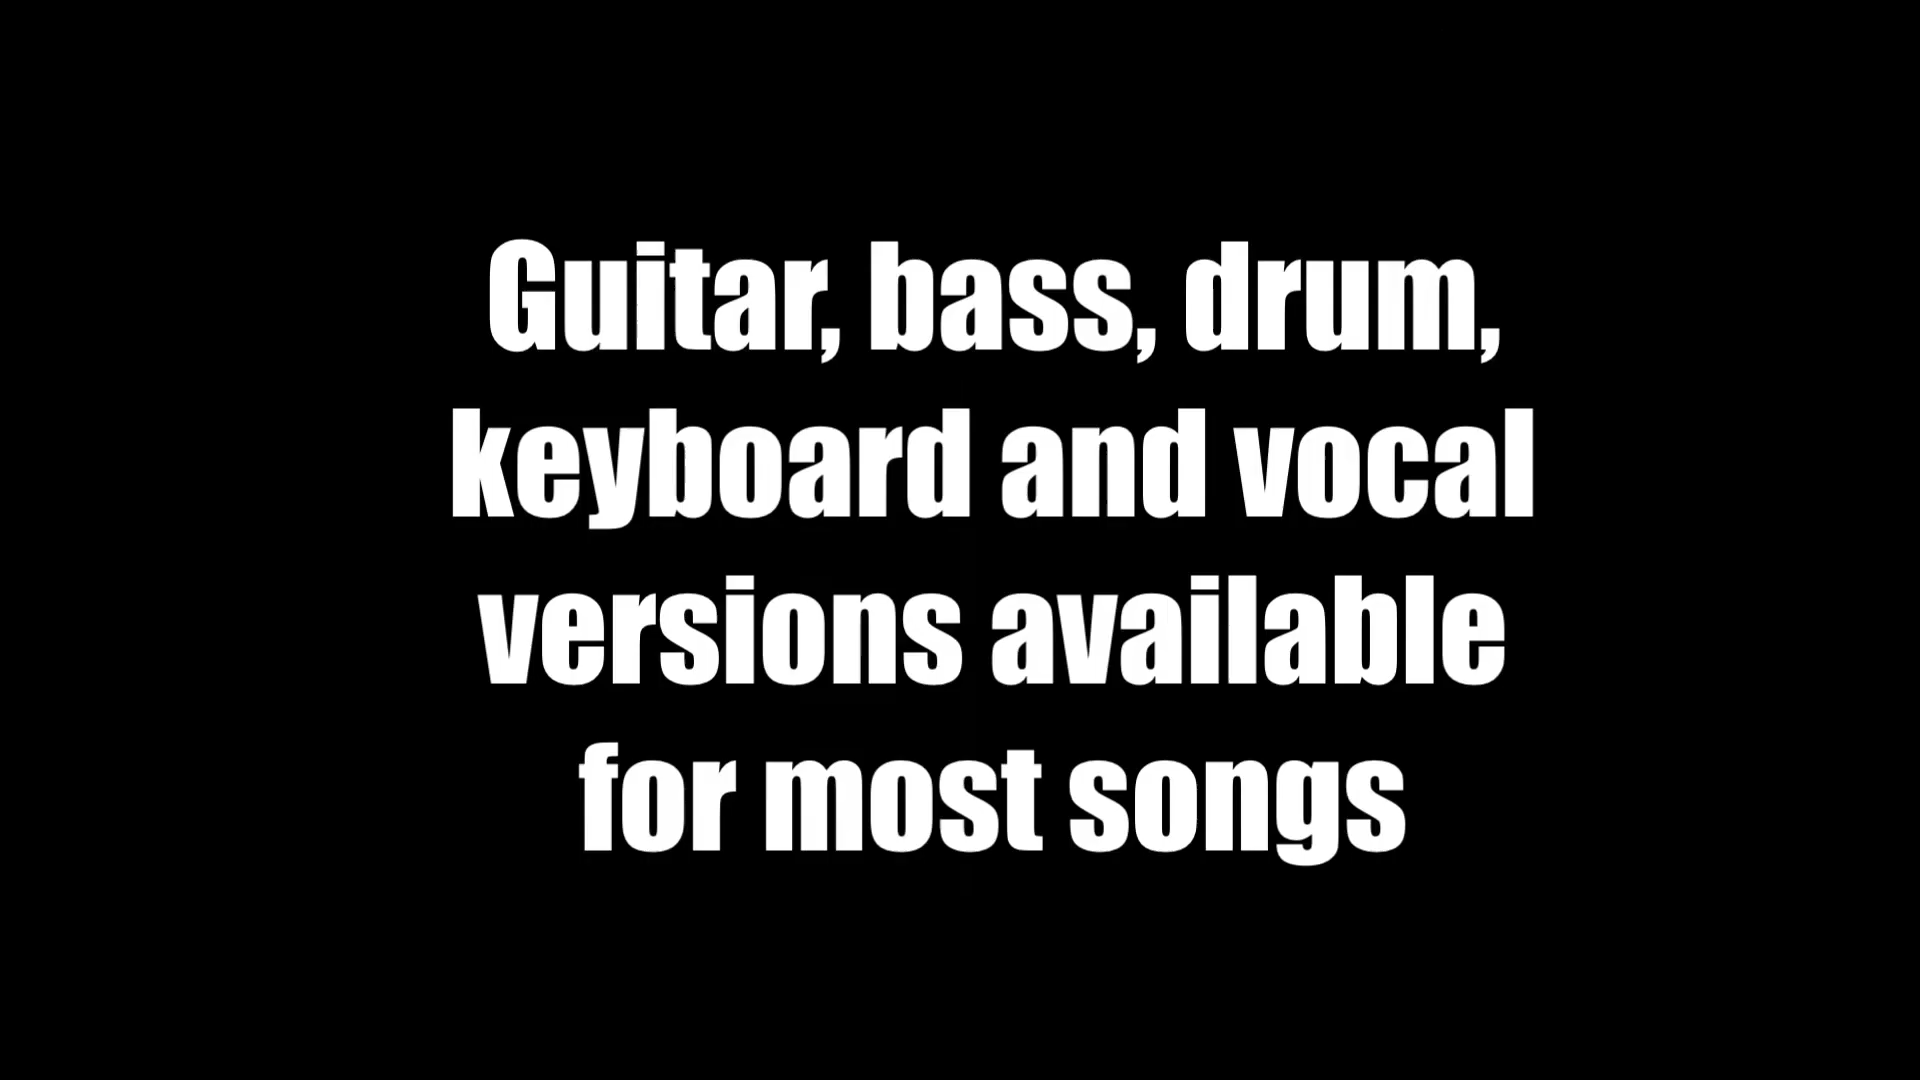 Guitar, bass, drum,
keyboard and vocal
versions available
for most songs